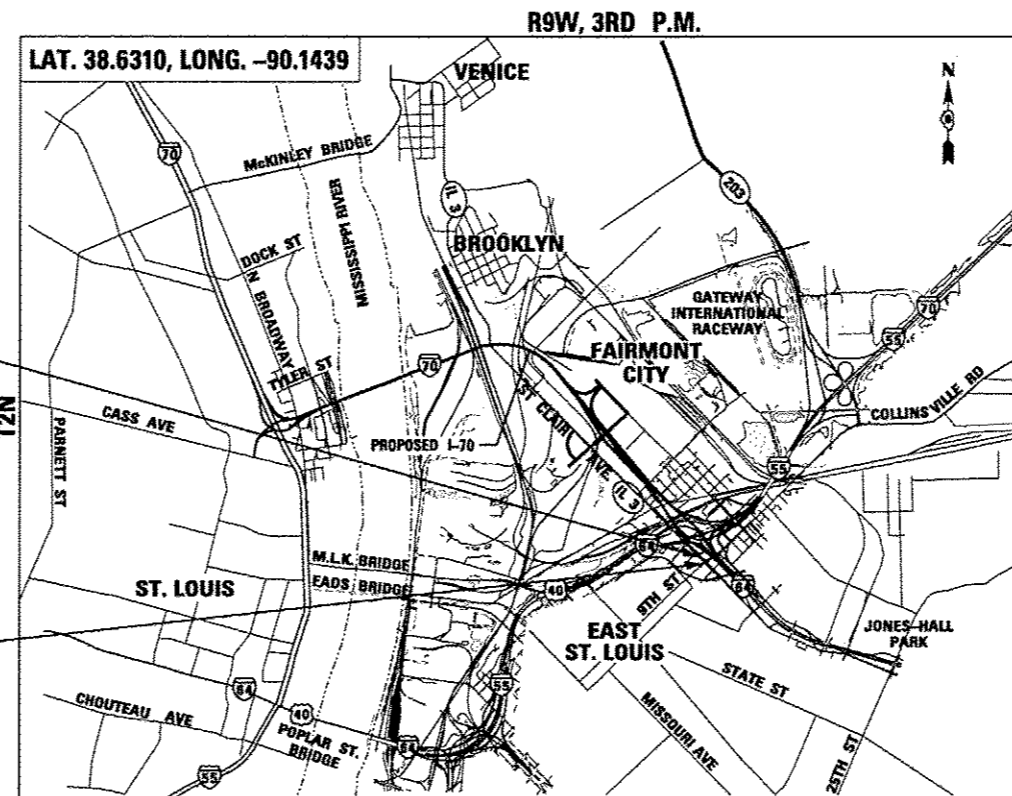 R9W, 3RD P.M.
LAT. 38.6310, LONG. -90.1439
VENICE
N
70
McKINLEY BRIDGE
203
IL 3
MISSISSIPPI RIVER
DOCK ST
BROOKLYN
N BROADWAY
GATEWAY
INTERNATIONAL
RACEWAY
70
55
TYLER ST
70
FAIRMONT
CITY
T2N
CASS AVE
ST CLAIR AVE
COLLINSVILLE RD
PARNETT ST
PROPOSED I-70
55
IL 3
64
M.L.K. BRIDGE
ST. LOUIS
EADS BRIDGE
40
9TH ST
64
EAST
ST. LOUIS
JONES HALL
PARK
STATE ST
64
55
MISSOURI AVE
CHOUTEAU AVE
40
POPLAR ST.
BRIDGE
64
55
25TH ST